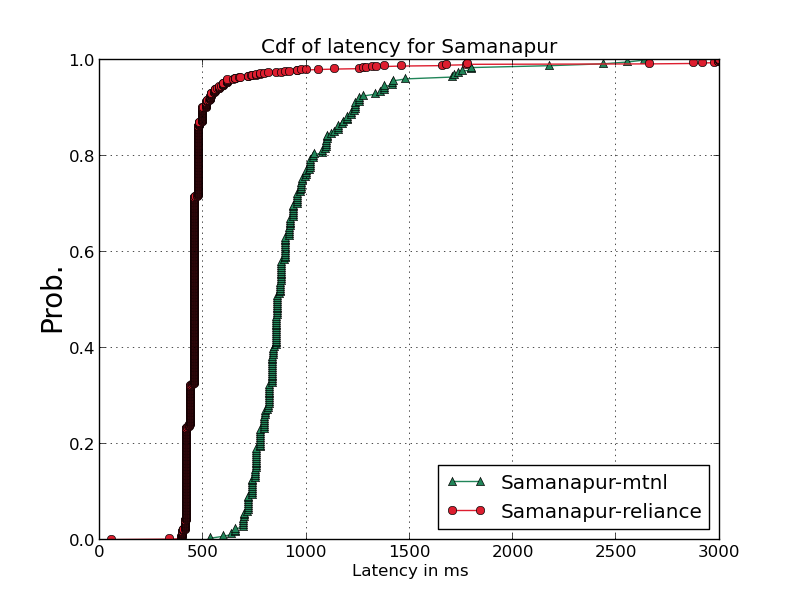 Cdf of latency for Samanapur
1.0
0.8
0.6
0.4
0.2
0.0
Prob.
0 500 1000 1500 2000 2500 3000
Latency in ms
Samanapur-mtnl
Samanapur-reliance